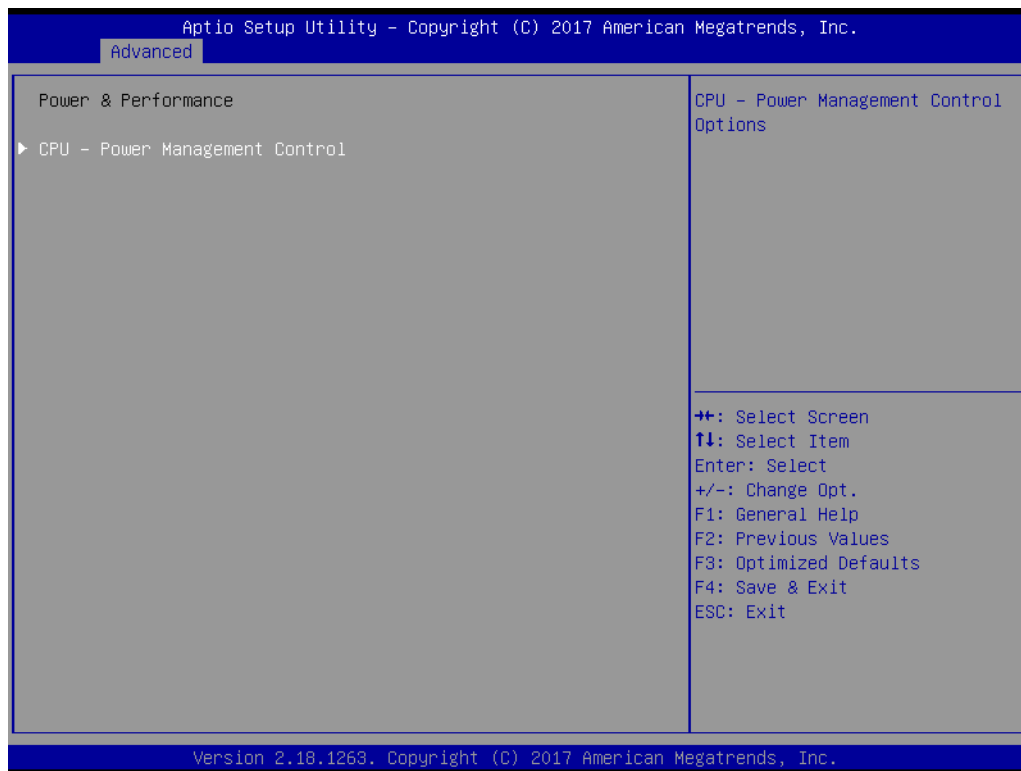 Aptio Setup Utility – Copyright (C) 2017 American Megatrends, Inc.
Advanced
Power & Performance
▶ CPU – Power Management Control
CPU – Power Management Control
Options
→←: Select Screen
↑↓: Select Item
Enter: Select
+/-: Change Opt.
F1: General Help
F2: Previous Values
F3: Optimized Defaults
F4: Save & Exit
ESC: Exit
Version 2.18.1263. Copyright (C) 2017 American Megatrends, Inc.